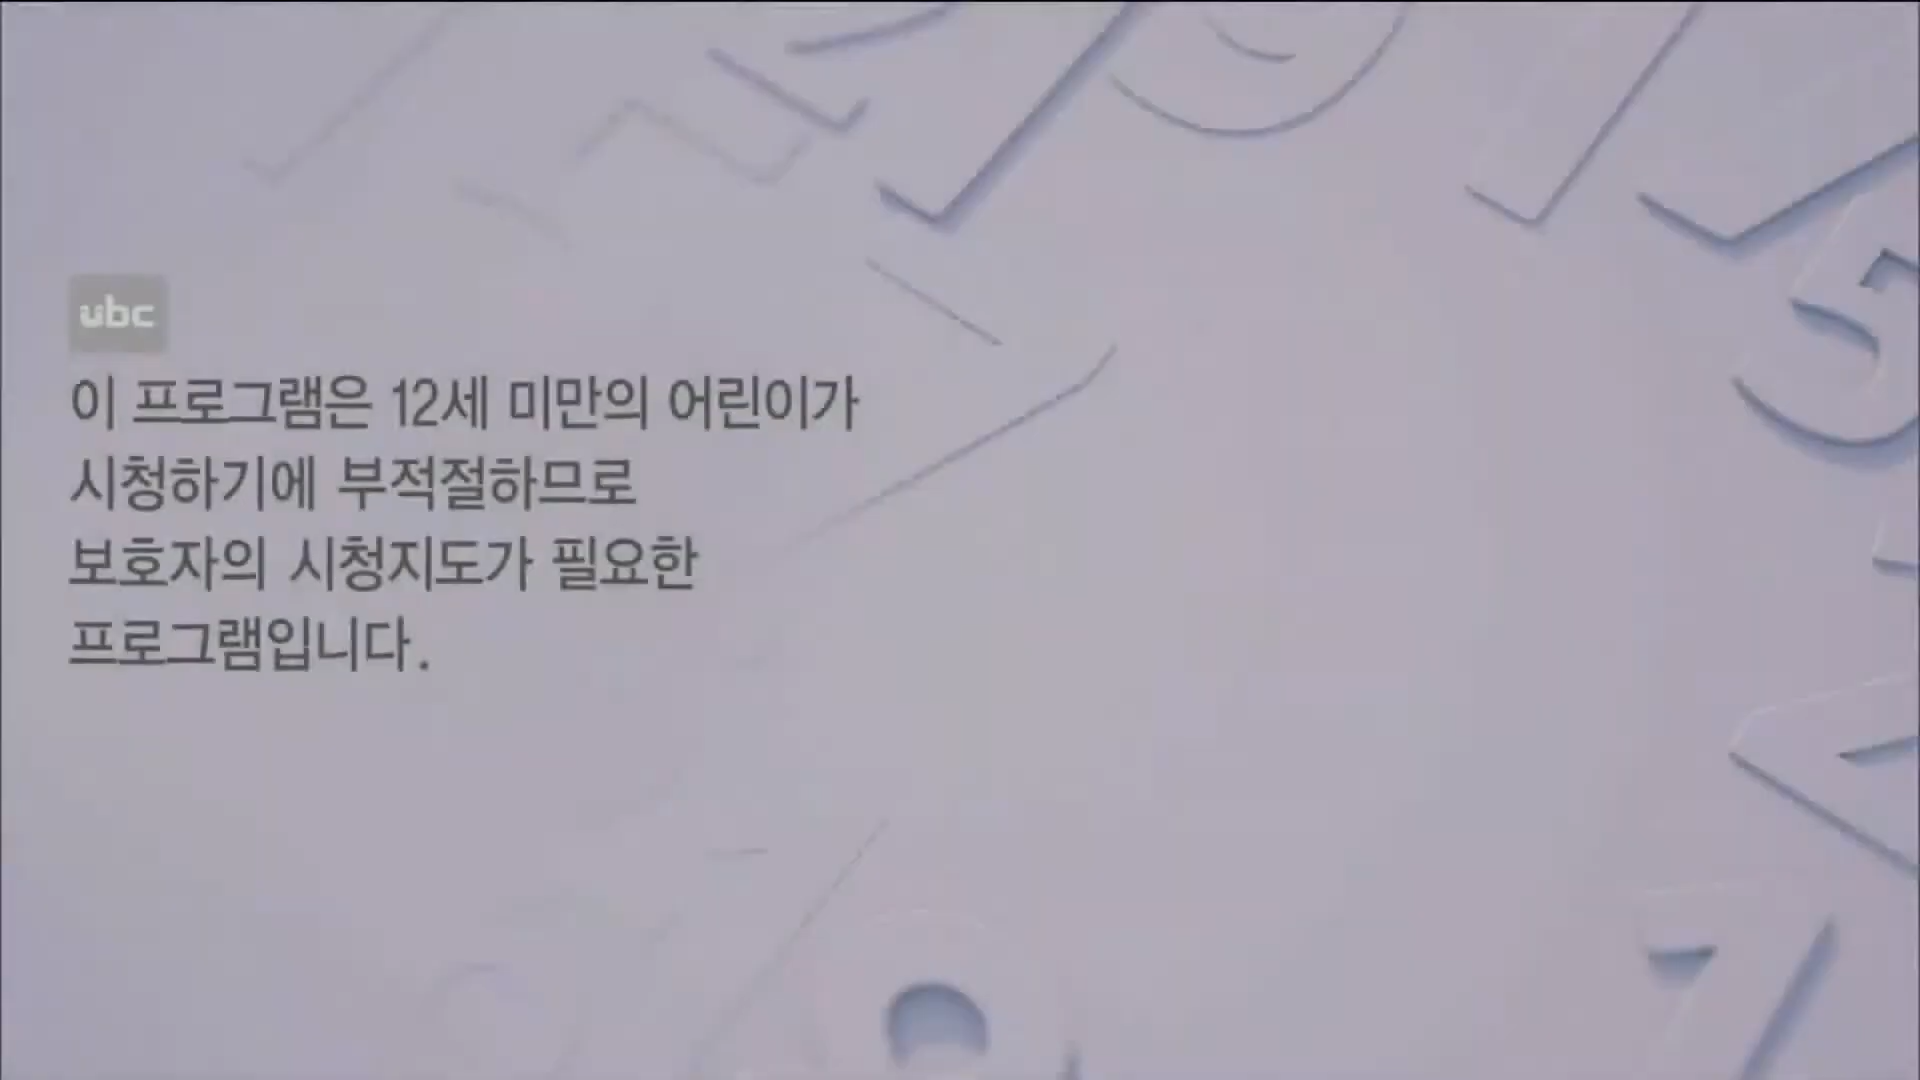 ubc
이 프로그램은 12세 미만의 어린이가
시청하기에 부적절하므로
보호자의 시청지도가 필요한
프로그램입니다.